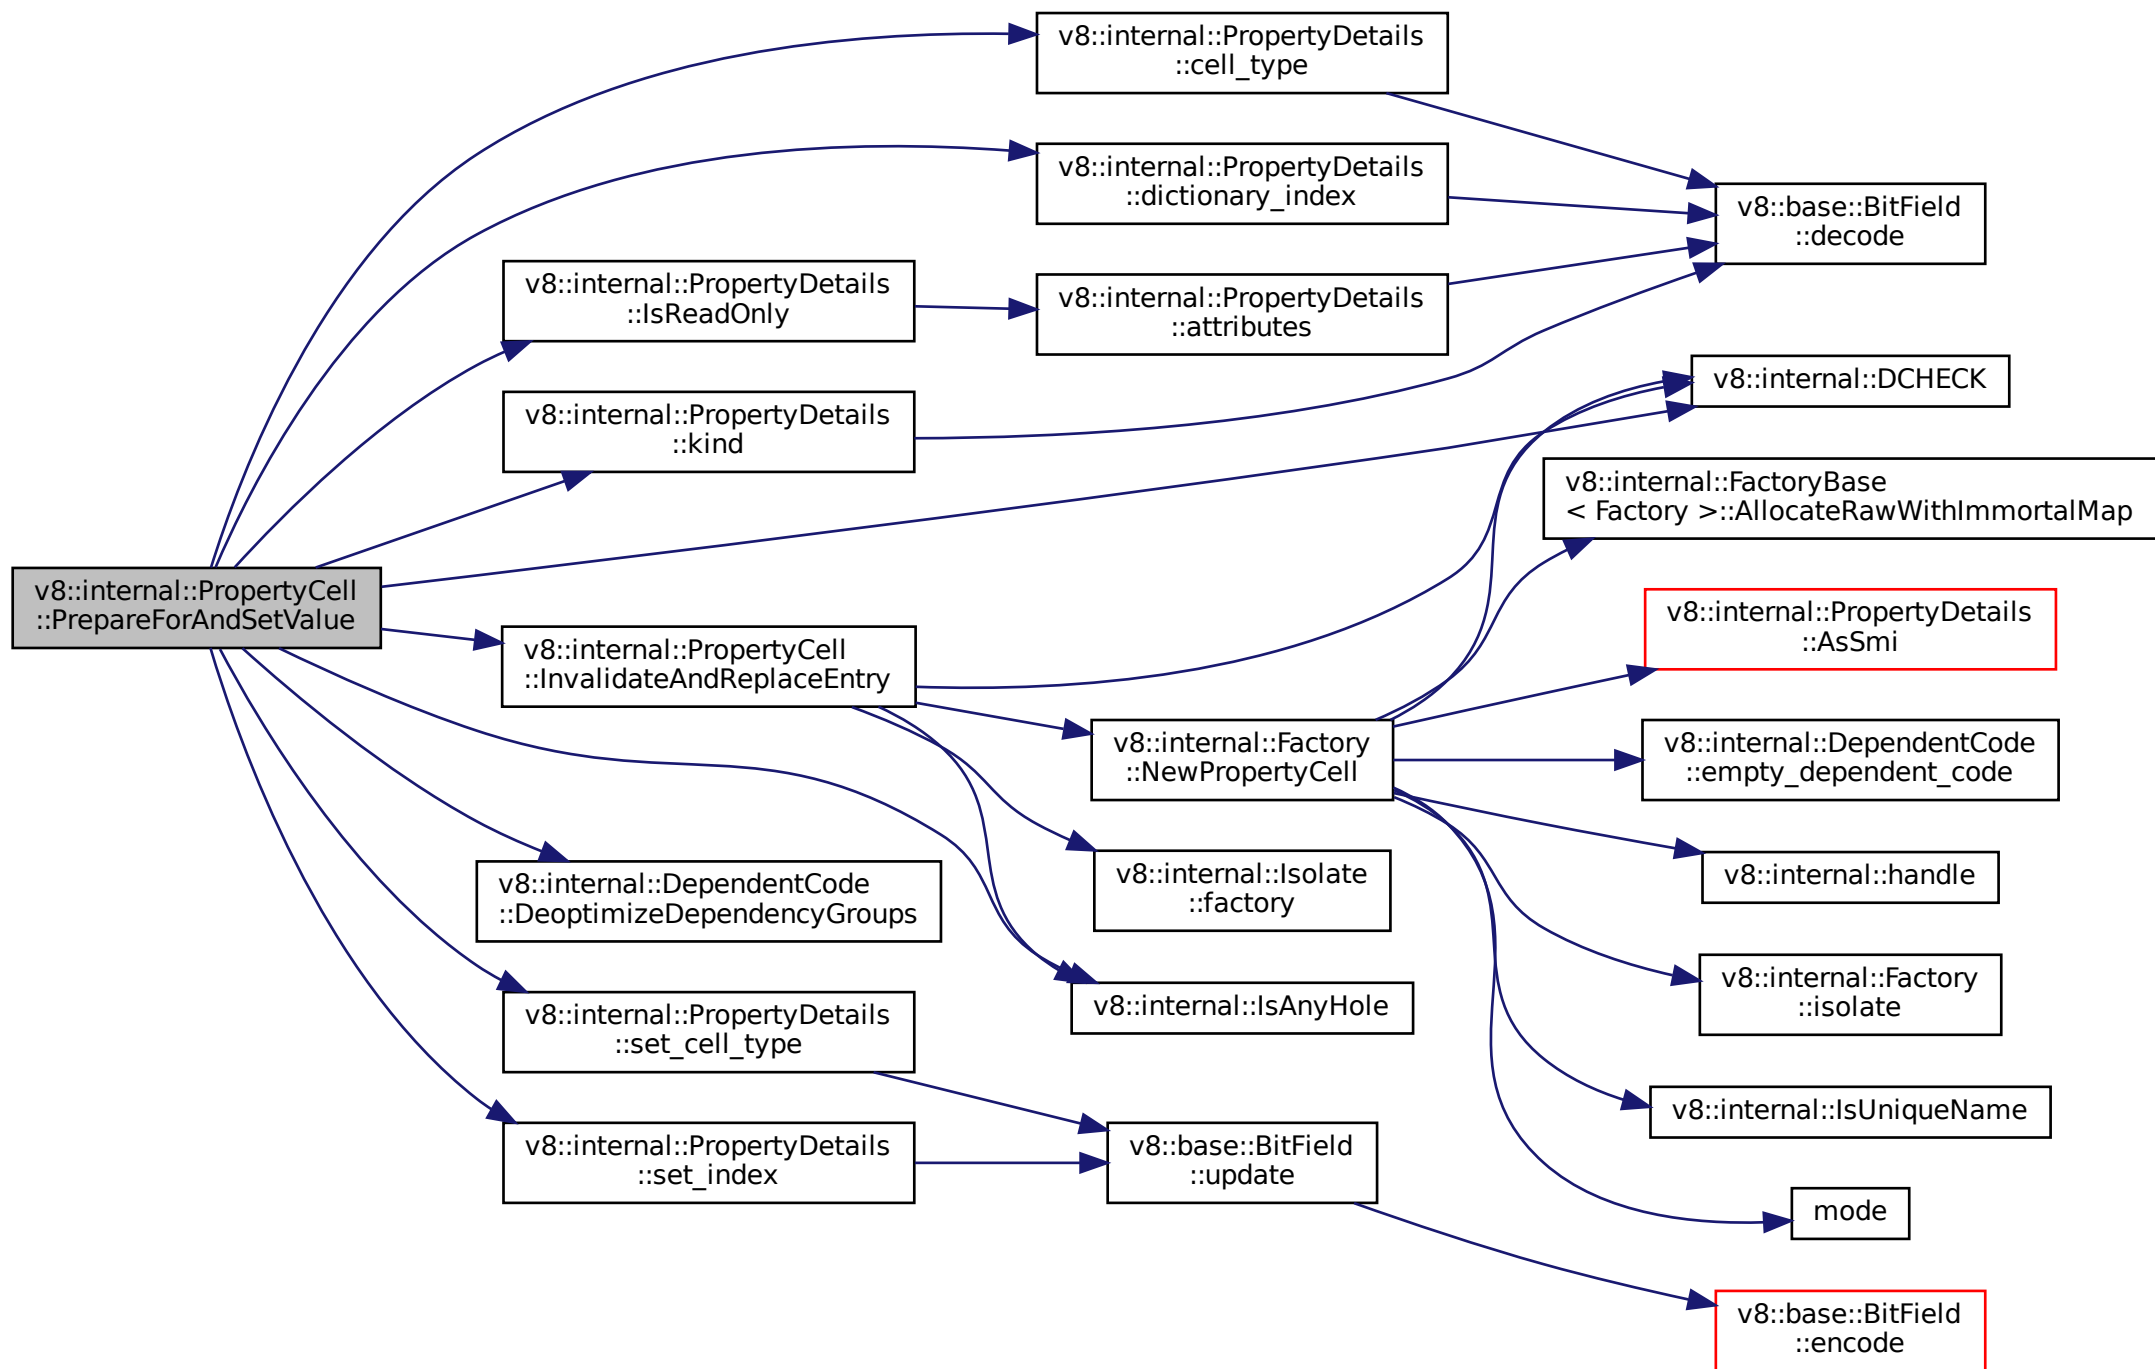 v8::internal::PropertyCell
::PrepareForAndSetValue
v8::internal::PropertyDetails
::cell_type
v8::internal::PropertyDetails
::dictionary_index
v8::internal::PropertyDetails
::IsReadOnly
v8::internal::PropertyDetails
::attributes
v8::internal::PropertyDetails
::kind
v8::base::BitField
::decode
v8::internal::DCHECK
v8::internal::FactoryBase
< Factory >::AllocateRawWithImmortalMap
v8::internal::PropertyCell
::InvalidateAndReplaceEntry
v8::internal::Factory
::NewPropertyCell
v8::internal::PropertyDetails
::AsSmi
v8::internal::DependentCode
::empty_dependent_code
v8::internal::handle
v8::internal::Factory
::isolate
v8::internal::IsUniqueName
mode
v8::internal::Isolate
::factory
v8::internal::IsAnyHole
v8::internal::DependentCode
::DeoptimizeDependencyGroups
v8::internal::PropertyDetails
::set_cell_type
v8::internal::PropertyDetails
::set_index
v8::base::BitField
::update
v8::base::BitField
::encode